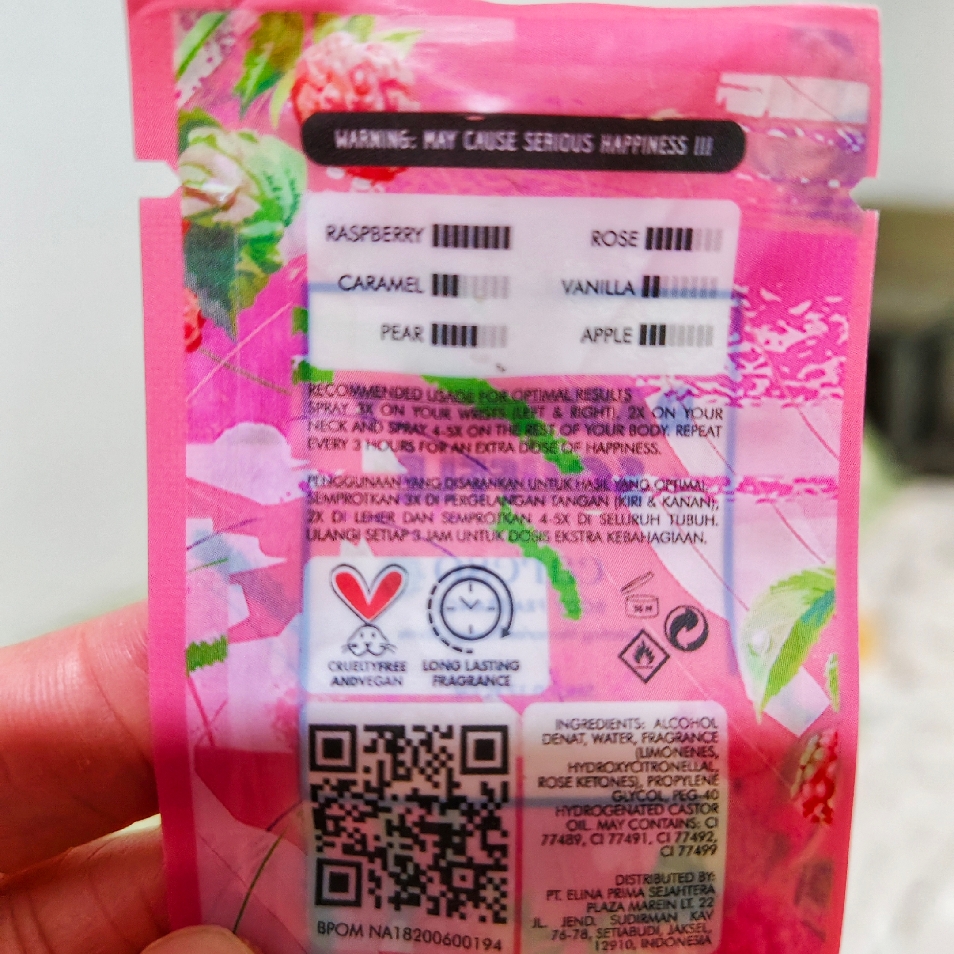 WARNING: MAY CAUSE SERIOUS HAPPINESS !!!
RASPBERRY ROSE
CARAMEL VANILLA
PEAR APPLE
RECOMMENDED USAGE FOR OPTIMAL RESULTS
SPRAY 3X ON YOUR WRISTS (LEFT & RIGHT), 2X ON YOUR
NECK AND SPRAY 4-5X ON THE REST OF YOUR BODY. REPEAT
EVERY 3 HOURS FOR AN EXTRA DOSE OF HAPPINESS.
PENGGUNAAN YANG DISARANKAN UNTUK HASIL YANG OPTIMAL
SEMPROTKAN 3X DI PERGELANGAN TANGAN (KIRI & KANAN),
2X DI LEHER DAN SEMPROTKAN 4-5X DI SELURUH TUBUH.
ULANGI SETIAP 3 JAM UNTUK DOSIS EKSTRA KEBAHAGIAAN.
CRUELTYFREE
ANDVEGAN
LONG LASTING
FRAGRANCE
36 M
BPOM NA18200600194
INGREDIENTS: ALCOHOL
DENAT, WATER, FRAGRANCE
(LIMONENES,
HYDROXYCITRONELLAL,
ROSE KETONES), PROPYLENE
GLYCOL, PEG-40
HYDROGENATED CASTOR
OIL. MAY CONTAINS: CI
77489, CI 77491, CI 77492,
CI 77499
DISTRIBUTED BY:
PT. ELINA PRIMA SEJAHTERA
PLAZA MAREIN LT. 22
JL. JEND. SUDIRMAN KAV
76-78, SETIABUDI, JAKSEL,
12910, INDONESIA